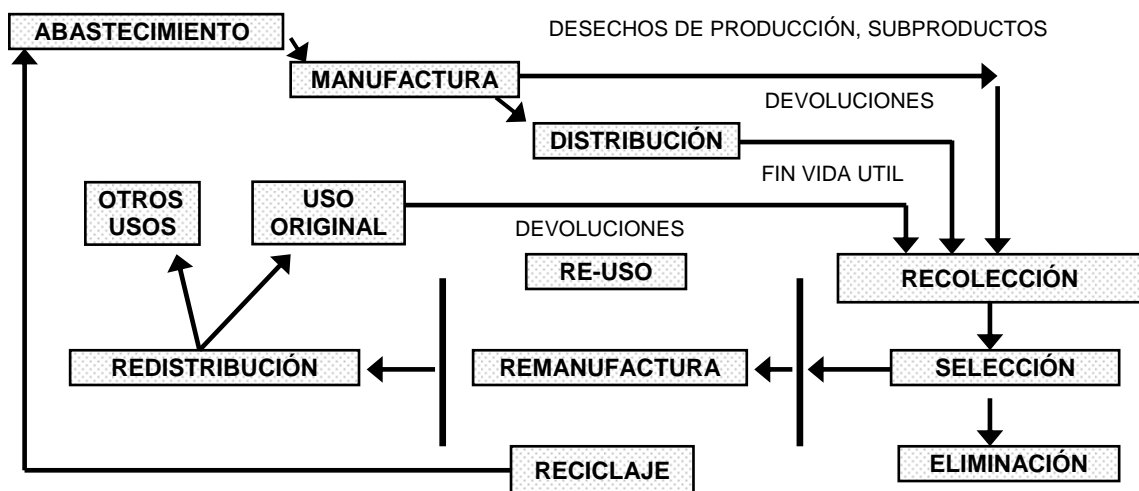 ABASTECIMIENTO
DESECHOS DE PRODUCCIÓN, SUBPRODUCTOS
MANUFACTURA
DEVOLUCIONES
DISTRIBUCIÓN
FIN VIDA UTIL
OTROS
USOS
USO
ORIGINAL
DEVOLUCIONES
RE-USO
RECOLECCIÓN
REDISTRIBUCIÓN
REMANUFACTURA
SELECCIÓN
RECICLAJE
ELIMINACIÓN